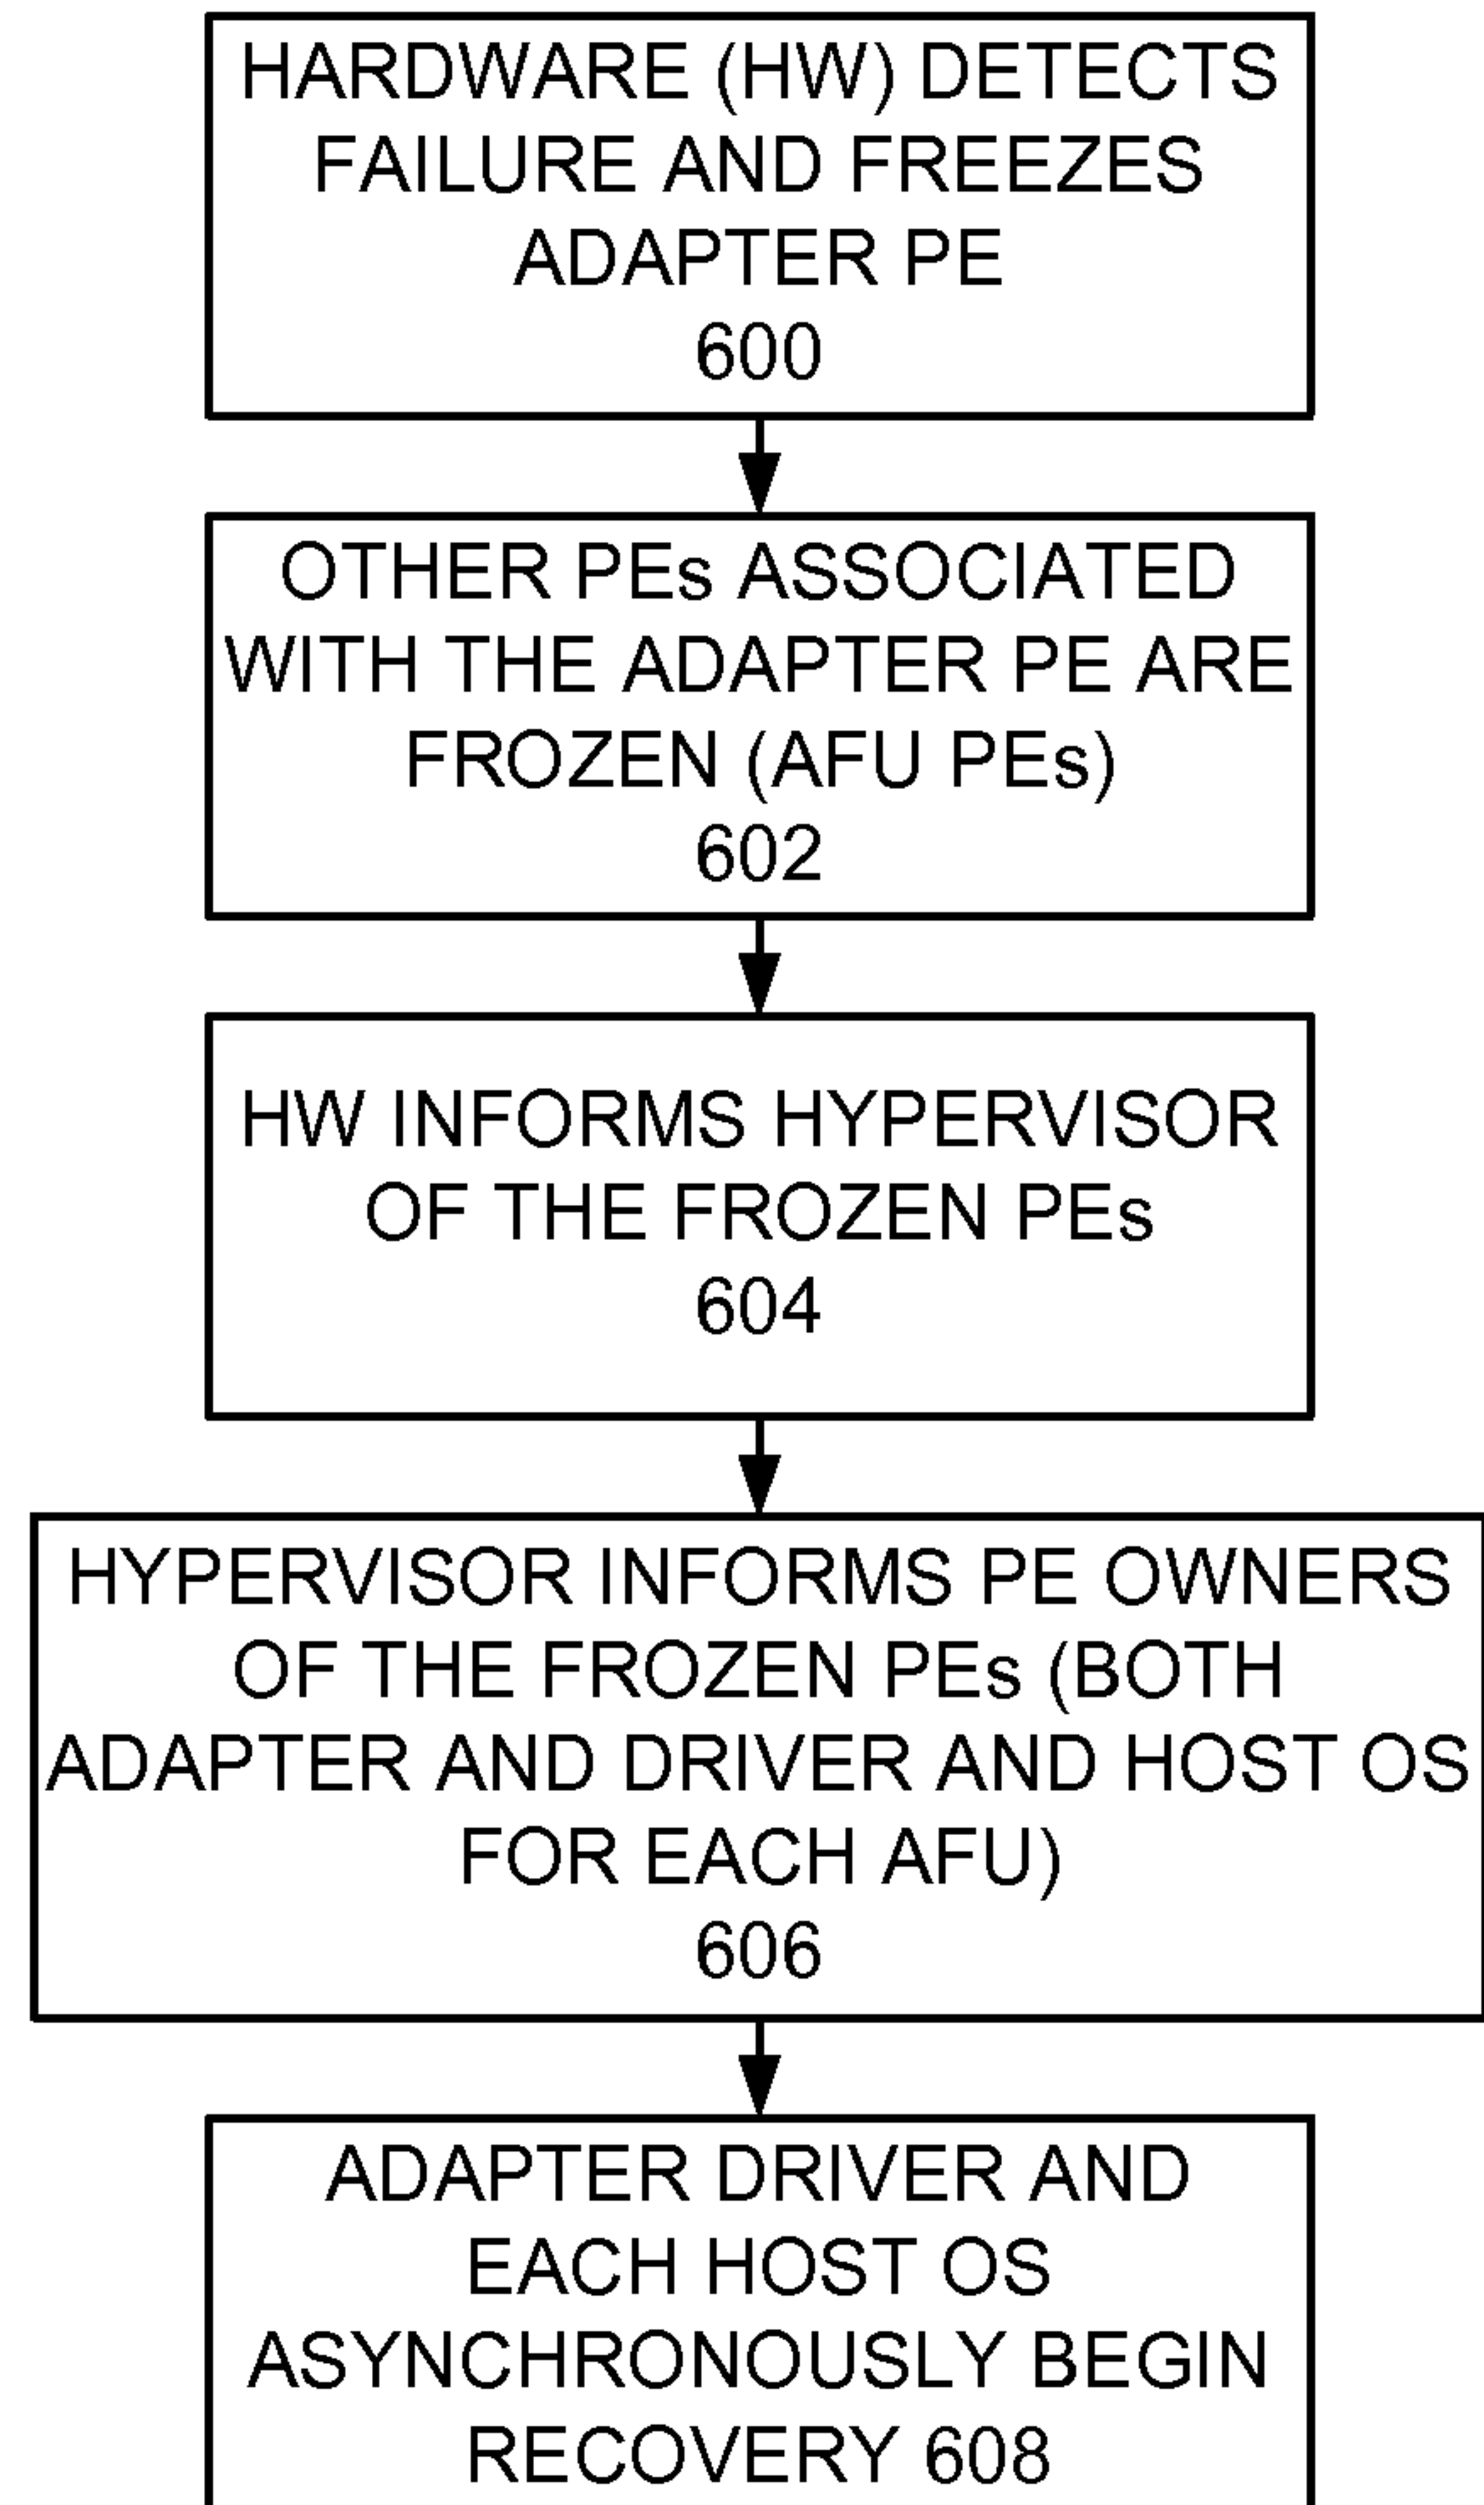 HARDWARE (HW) DETECTS
FAILURE AND FREEZES
ADAPTER PE
600
OTHER PEs ASSOCIATED
WITH THE ADAPTER PE ARE
FROZEN (AFU PEs)
602
HW INFORMS HYPERVISOR
OF THE FROZEN PEs
604
HYPERVISOR INFORMS PE OWNERS
OF THE FROZEN PEs (BOTH
ADAPTER AND DRIVER AND HOST OS
FOR EACH AFU)
606
ADAPTER DRIVER AND
EACH HOST OS
ASYNCHRONOUSLY BEGIN
RECOVERY 608